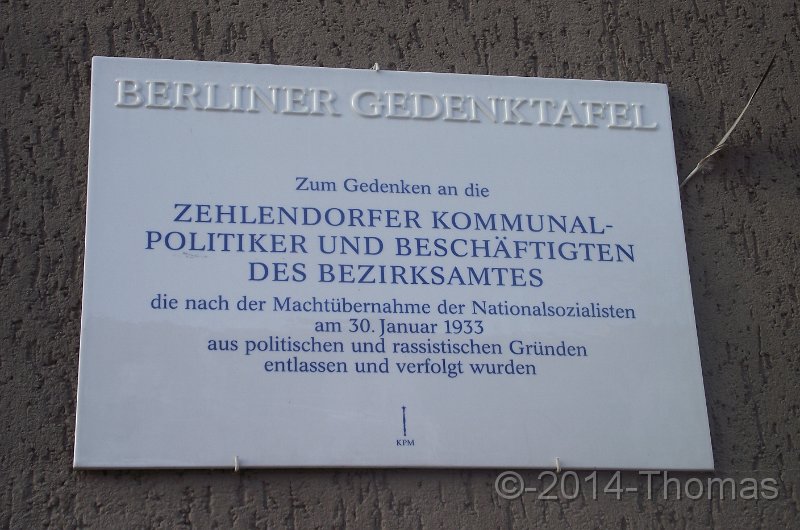 BERLINER GEDENKTAFEL
Zum Gedenken an die
ZEHLENDORFER KOMMUNAL-
POLITIKER UND BESCHÄFTIGTEN
DES BEZIRKSAMTES
die nach der Machtübernahme der Nationalsozialisten
am 30. Januar 1933
aus politischen und rassistischen Gründen
entlassen und verfolgt wurden
KPM
©-2014-Thomas